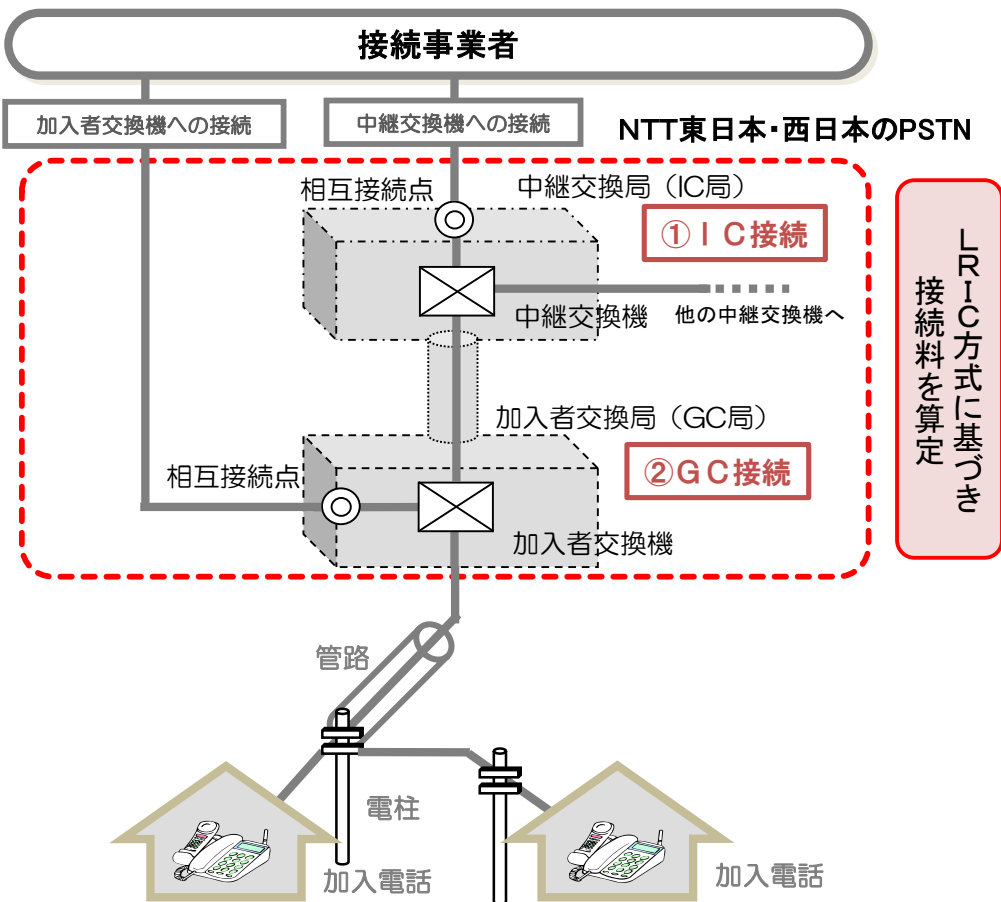 接続事業者
加入者交換機への接続
中継交換機への接続
NTT東日本・西日本のPSTN
相互接続点
中継交換局（IC局）
①ＩＣ接続
中継交換機
他の中継交換機へ
加入者交換局（GC局）
②ＧＣ接続
相互接続点
加入者交換機
ＬＲＩＣ方式に基づき
接続料を算定
管路
電柱
加入電話
加入電話